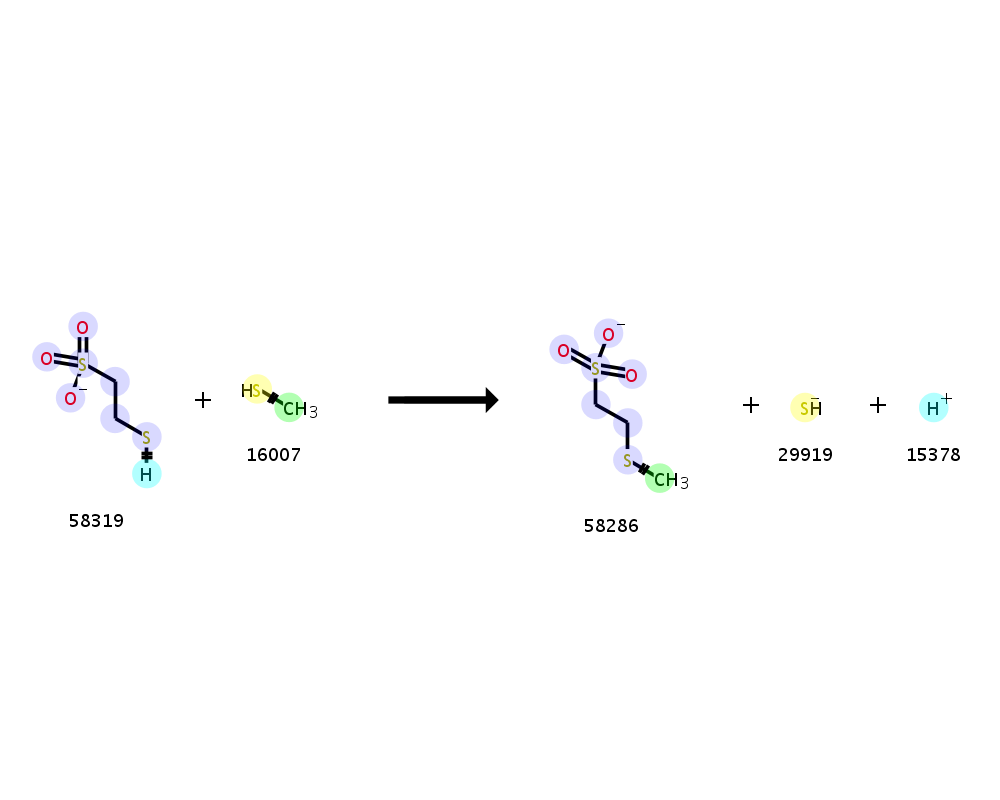 O
O
S
O−
S
H
58319
+
HS
CH3
16007
O−
O
S
O
S
CH3
58286
+
SH−
29919
+
H+
15378